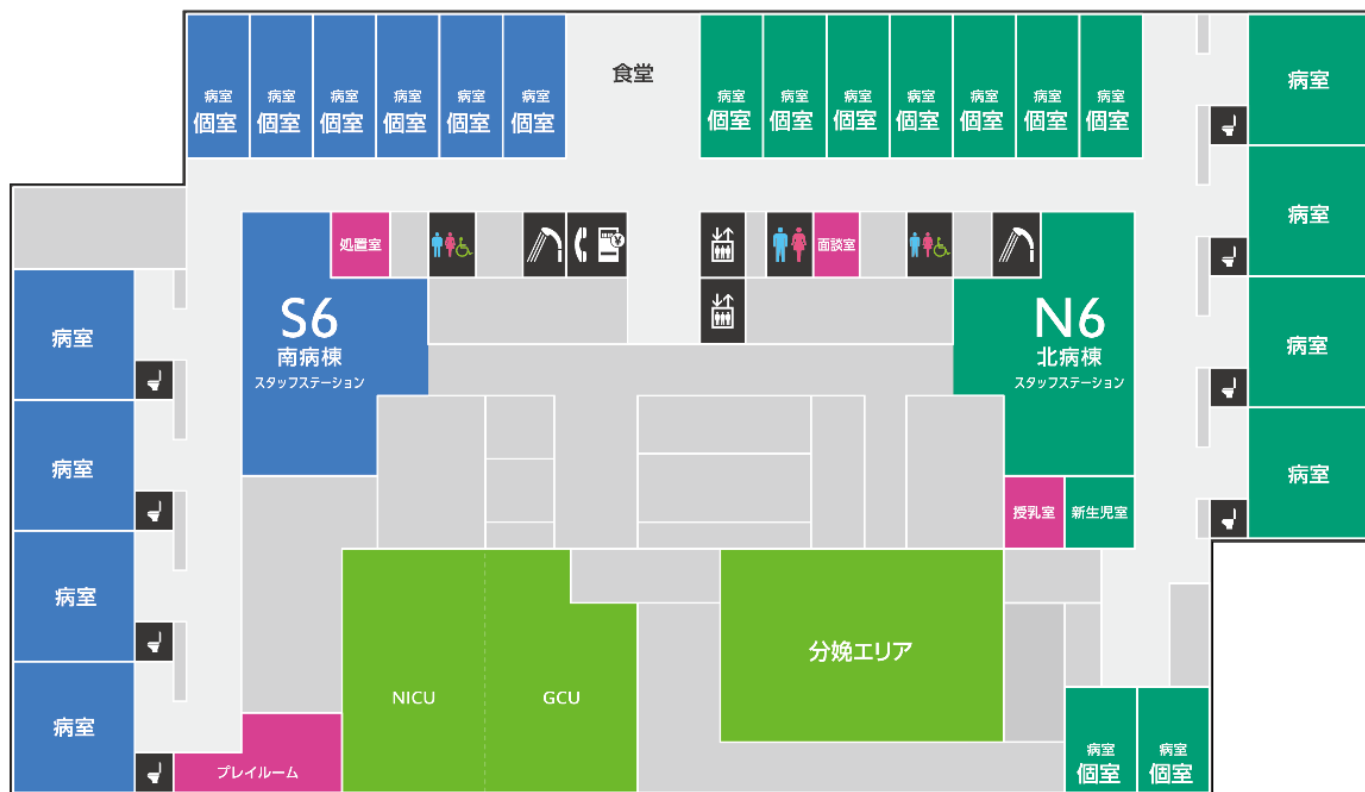 食堂
病室
個室
病室
個室
病室
個室
病室
個室
病室
個室
病室
個室
病室
個室
病室
個室
病室
個室
病室
個室
病室
個室
病室
個室
病室
個室
病室
病室
病室
病室
処置室
面談室
S6
南病棟
スタッフステーション
N6
北病棟
スタッフステーション
病室
病室
病室
病室
授乳室
新生児室
NICU
GCU
分娩エリア
プレイルーム
病室
個室
病室
個室